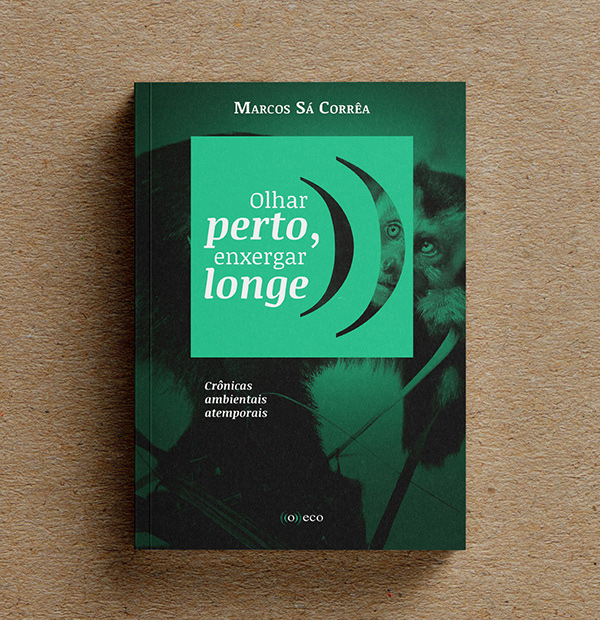 Marcos Sá Corrêa
Olhar
perto,
enxergar
longe
Crônicas
ambientais
atemporais
((o))eco